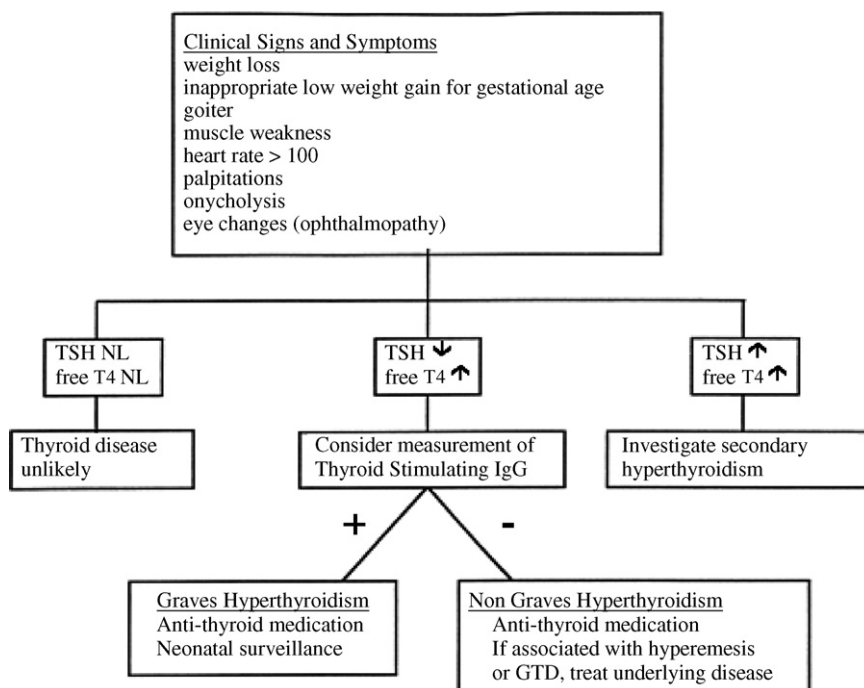 Clinical Signs and Symptoms
weight loss
inappropriate low weight gain for gestational age
goiter
muscle weakness
heart rate > 100
palpitations
onycholysis
eye changes (ophthalmopathy)
TSH NL
free T4 NL
TSH ↓
free T4 ↑
TSH ↑
free T4 ↑
Thyroid disease
unlikely
Consider measurement of
Thyroid Stimulating IgG
Investigate secondary
hyperthyroidism
+
-
Graves Hyperthyroidism
Anti-thyroid medication
Neonatal surveillance
Non Graves Hyperthyroidism
Anti-thyroid medication
If associated with hyperemesis
or GTD, treat underlying disease